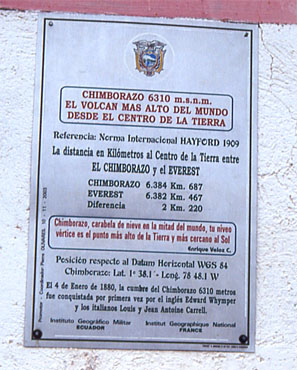 CHIMBORAZO 6310 m.s.n.m.
EL VOLCAN MAS ALTO DEL MUNDO
DESDE EL CENTRO DE LA TIERRA
Referencia: Norma Internacional HAYFORD 1909
La distancia en Kilómetros al Centro de la Tierra entre
EL CHIMBORAZO y el EVEREST
CHIMBORAZO 6.384 Km. 687
EVEREST 6.382 Km. 467
Diferencia 2 Km. 220
Chimborazo, carabela de nieve en la mitad del mundo, tu níveo
vértice es el punto más alto de la Tierra y más cercano al Sol
Enrique Veloz C.
Posición respecto al Datum Horizontal WGS 84
Chimborazo: Lat. 1° 38.1' - Long. 78 48.1 W
El 4 de Enero de 1880, la cumbre del Chimborazo 6310 metros
fue conquistada por primera vez por el inglés Edward Whymper
y los italianos Louis y Jean Antoine Carrell.
Instituto Geográfico Militar
ECUADOR
Institut Geographique National
FRANCE